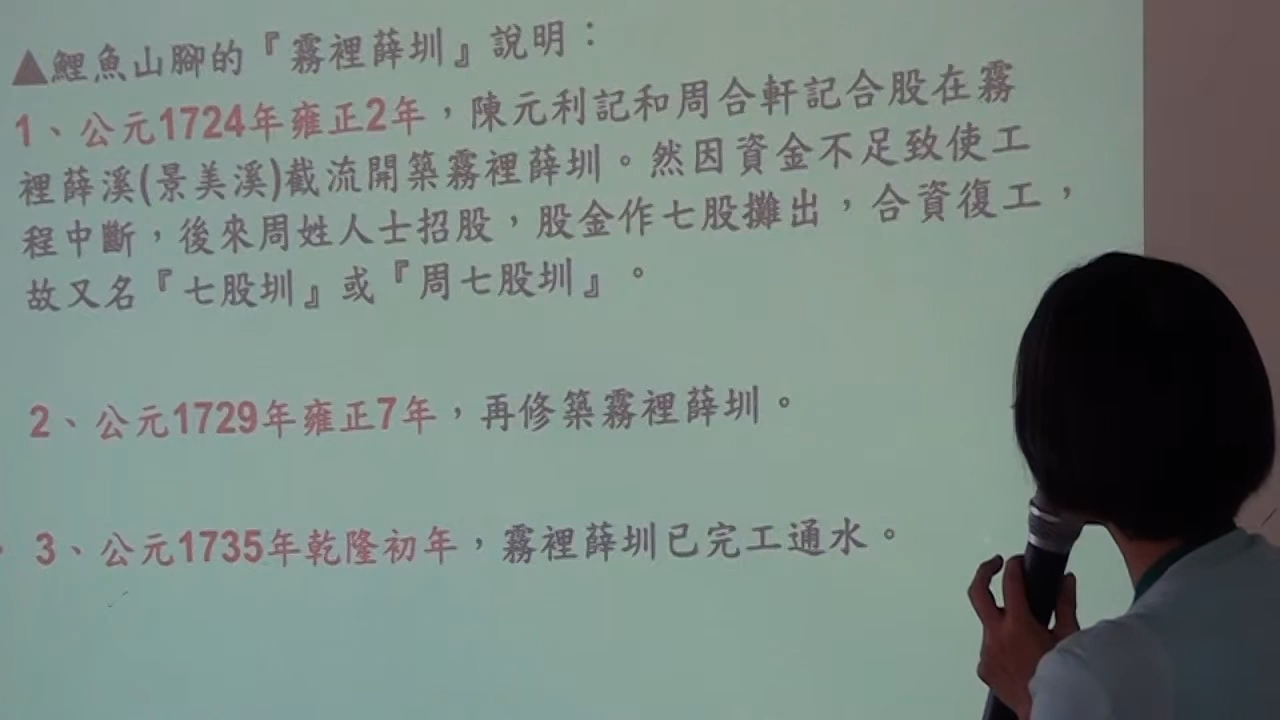 ▲鯉魚山腳的『霧裡薛圳』說明：
1、公元1724年雍正2年，陳元利記和周合軒記合股在霧
裡薛溪(景美溪)截流開築霧裡薛圳。然因資金不足致使工
程中斷，後來周姓人士招股，股金作七股攤出，合資復工，
故又名『七股圳』或『周七股圳』。
2、公元1729年雍正7年，再修築霧裡薛圳。
3、公元1735年乾隆初年，霧裡薛圳已完工通水。